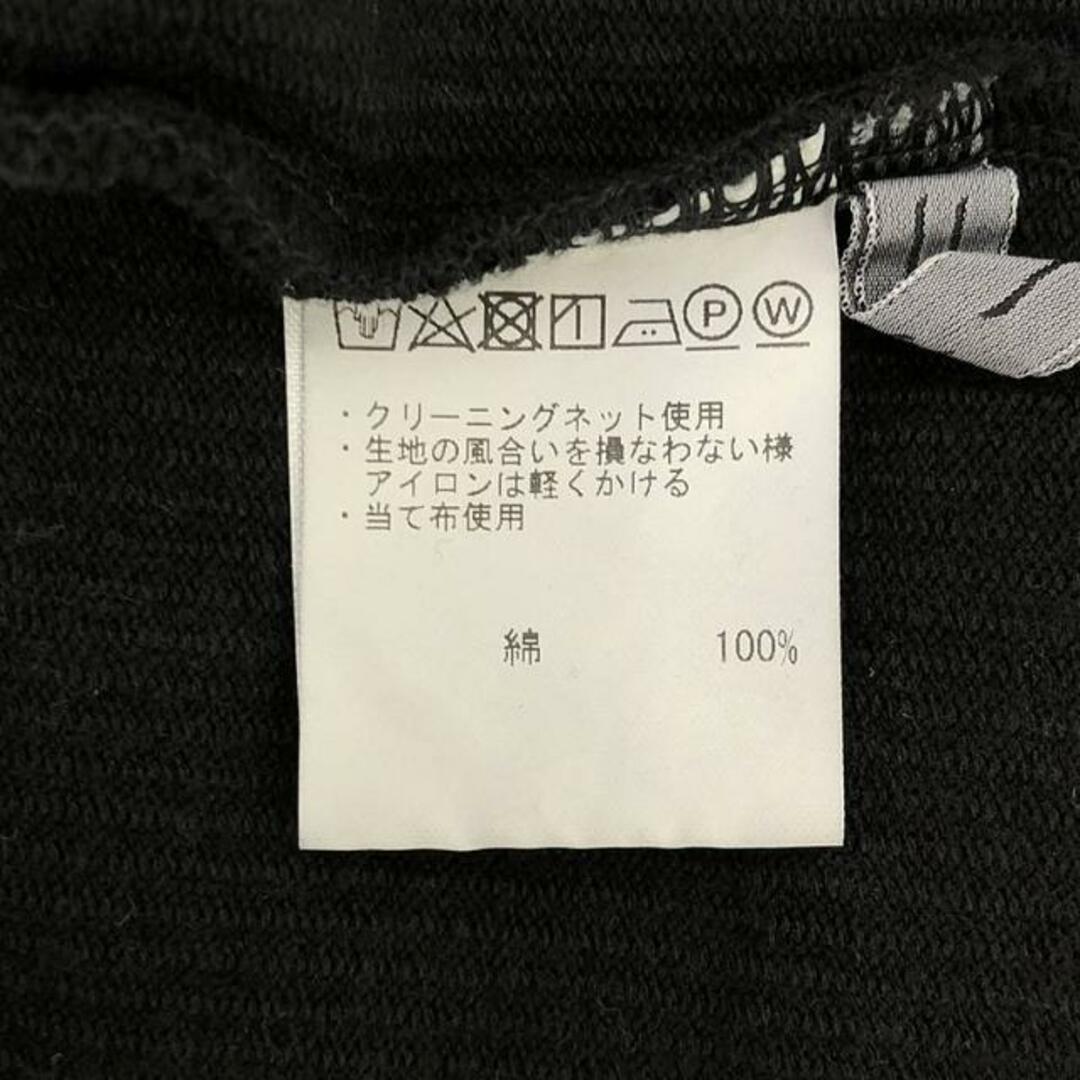 P W
・クリーニングネット使用
・生地の風合いを損なわない様
アイロンは軽くかける
・当て布使用
綿 100%